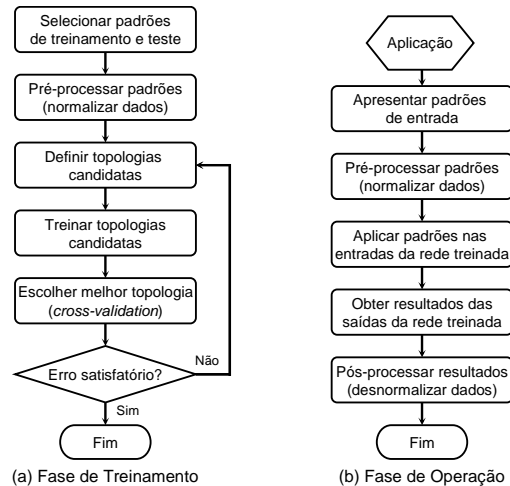 Selecionar padrões
de treinamento e teste
Pré-processar padrões
(normalizar dados)
Definir topologias
candidatas
Treinar topologias
candidatas
Escolher melhor topologia
(cross-validation)
Erro satisfatório?
Não
Sim
Fim
(a) Fase de Treinamento
Aplicação
Apresentar padrões
de entrada
Pré-processar padrões
(normalizar dados)
Aplicar padrões nas
entradas da rede treinada
Obter resultados das
saídas da rede treinada
Pós-processar resultados
(desnormalizar dados)
Fim
(b) Fase de Operação